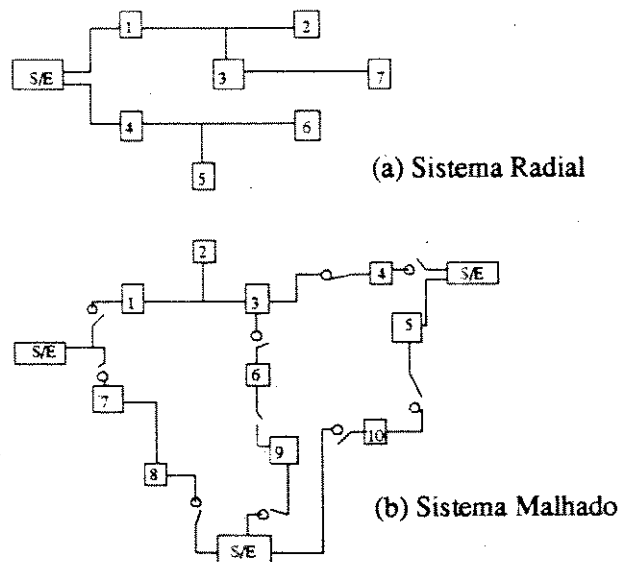 1 2
S/E 3 7
4 6
5
(a) Sistema Radial
2
1 3 4 S/E
5
S/E 6
7
10
9
8
(b) Sistema Malhado
S/E